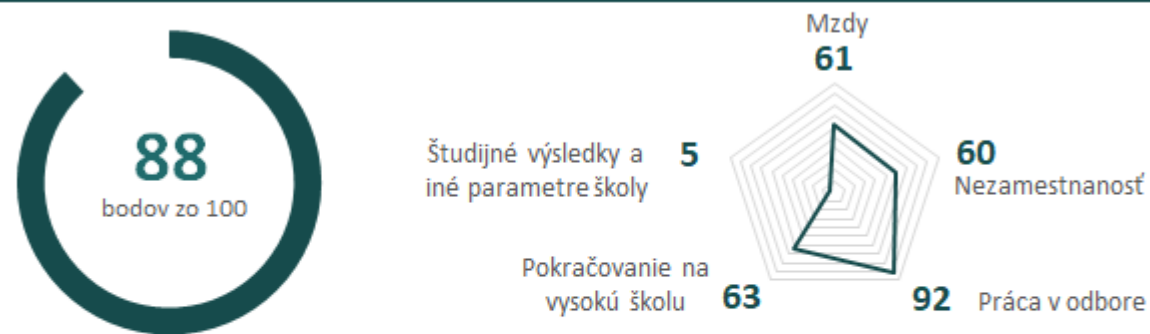 88
bodov zo 100
Mzdy
61
Študijné výsledky a
iné parametre školy
5
60
Nezamestnanosť
Pokračovanie na
vysokú školu
63
92
Práca v odbore